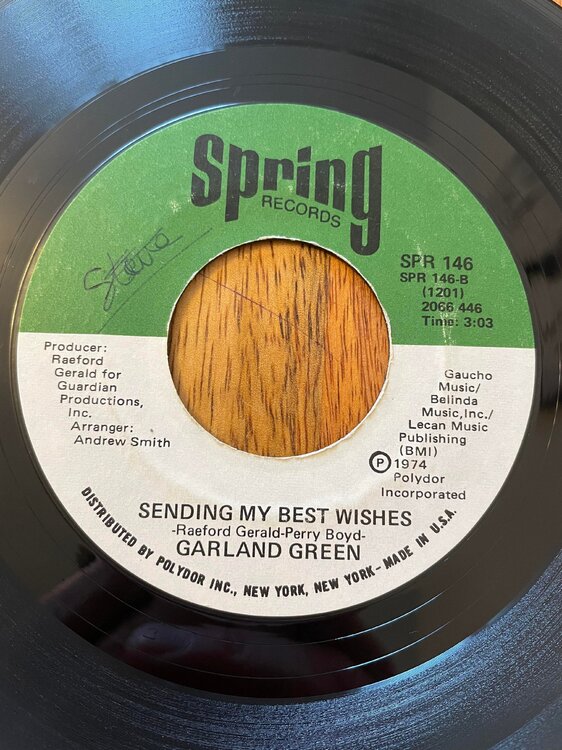 Spring
RECORDS
Steve
SPR 146
SPR 146-B
(1201)
2066 446
Time: 3:03
Producer:
Raeford
Gerald for
Guardian
Productions,
Inc.
Arranger:
Andrew Smith
Gaucho
Music/
Belinda
Music,Inc./
Lecan Music
Publishing
(BMI)
Ⓟ1974
Polydor
Incorporated
SENDING MY BEST WISHES
-Raeford Gerald-Perry Boyd-
GARLAND GREEN
DISTRIBUTED BY POLYDOR INC., NEW YORK, NEW YORK-MADE IN U.S.A.